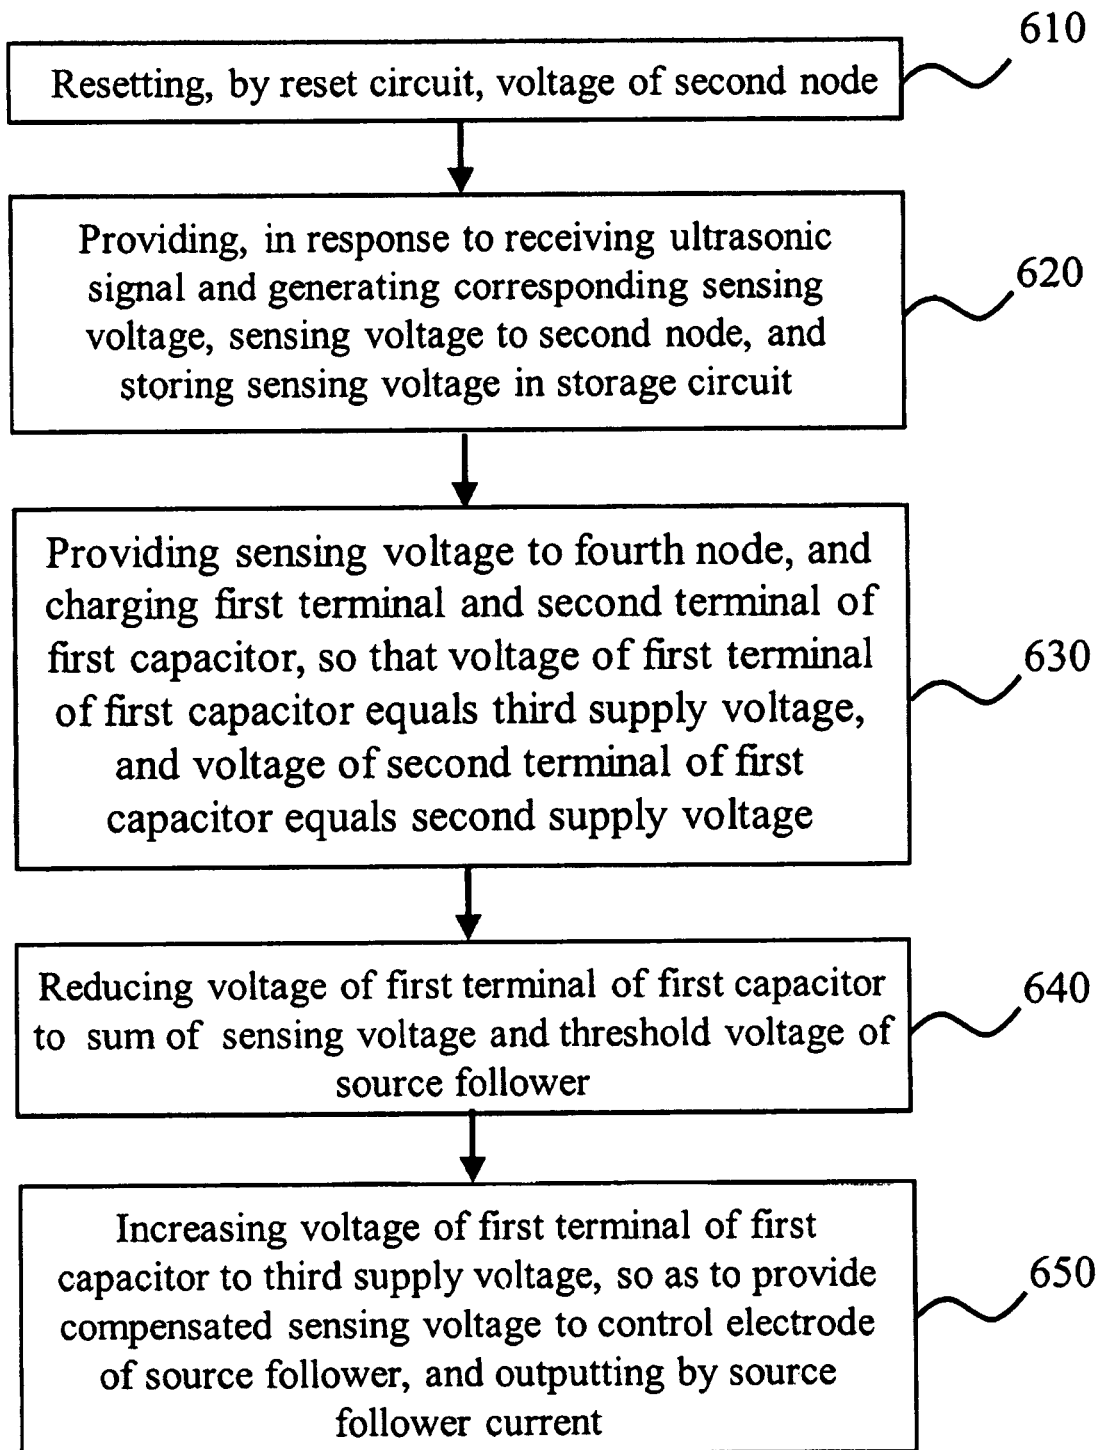 610
Resetting, by reset circuit, voltage of second node
Providing, in response to receiving ultrasonic
signal and generating corresponding sensing
voltage, sensing voltage to second node, and
storing sensing voltage in storage circuit
620
Providing sensing voltage to fourth node, and
charging first terminal and second terminal of
first capacitor, so that voltage of first terminal
of first capacitor equals third supply voltage,
and voltage of second terminal of first
capacitor equals second supply voltage
630
Reducing voltage of first terminal of first capacitor
to sum of sensing voltage and threshold voltage of
source follower
640
Increasing voltage of first terminal of first
capacitor to third supply voltage, so as to provide
compensated sensing voltage to control electrode
of source follower, and outputting by source
follower current
650